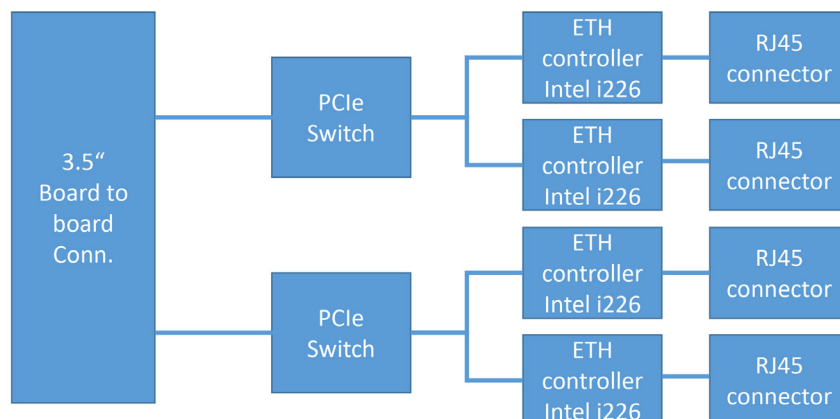 3.5“
Board to
board
Conn.
PCIe
Switch
ETH
controller
Intel i226
RJ45
connector
ETH
controller
Intel i226
RJ45
connector
PCIe
Switch
ETH
controller
Intel i226
RJ45
connector
ETH
controller
Intel i226
RJ45
connector